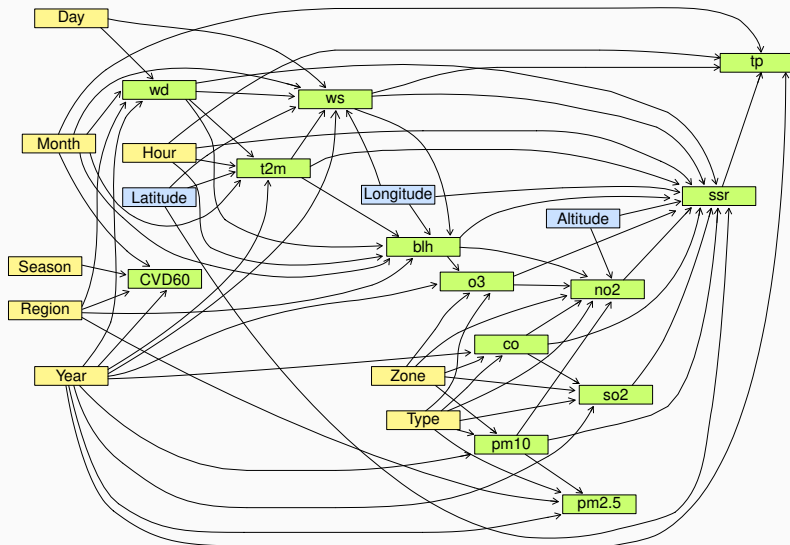 Day
tp
wd
ws
Month
Hour
t2m
Latitude
Longitude
ssr
Altitude
blh
Season
CVD60
o3
no2
Region
co
Year
Zone
so2
Type
pm10
pm2.5